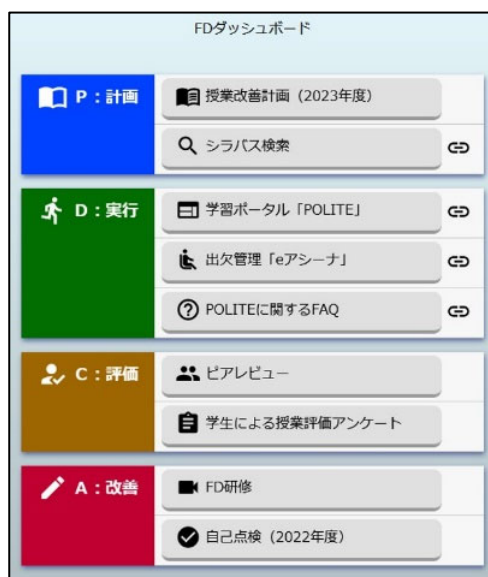 FDダッシュボード
P：計画
授業改善計画（2023年度）
シラバス検索
D：実行
学習ポータル「POLITE」
出欠管理「eアシーナ」
POLITEに関するFAQ
C：評価
ピアレビュー
学生による授業評価アンケート
A：改善
FD研修
自己点検（2022年度）